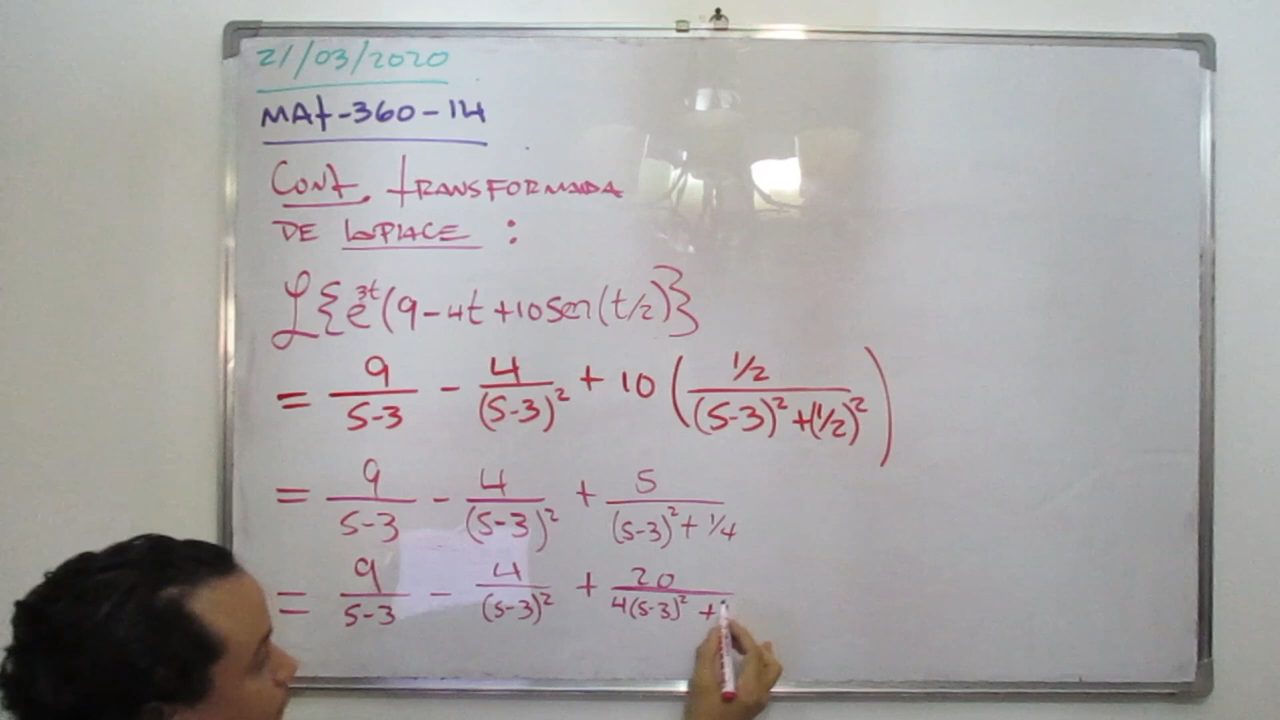 21/03/2020
MAT-360-14
CONT. TRANSFORMADA
DE LAPLACE :
ℒ{e^3t(9-4t+10sen(t/2)}
= 9/(S-3) - 4/(S-3)² + 10((1/2)/((S-3)²+(1/2)²))
= 9/(S-3) - 4/(S-3)² + 5/((S-3)²+1/4)
= 9/(S-3) - 4/(S-3)² + 20/(4(S-3)² +